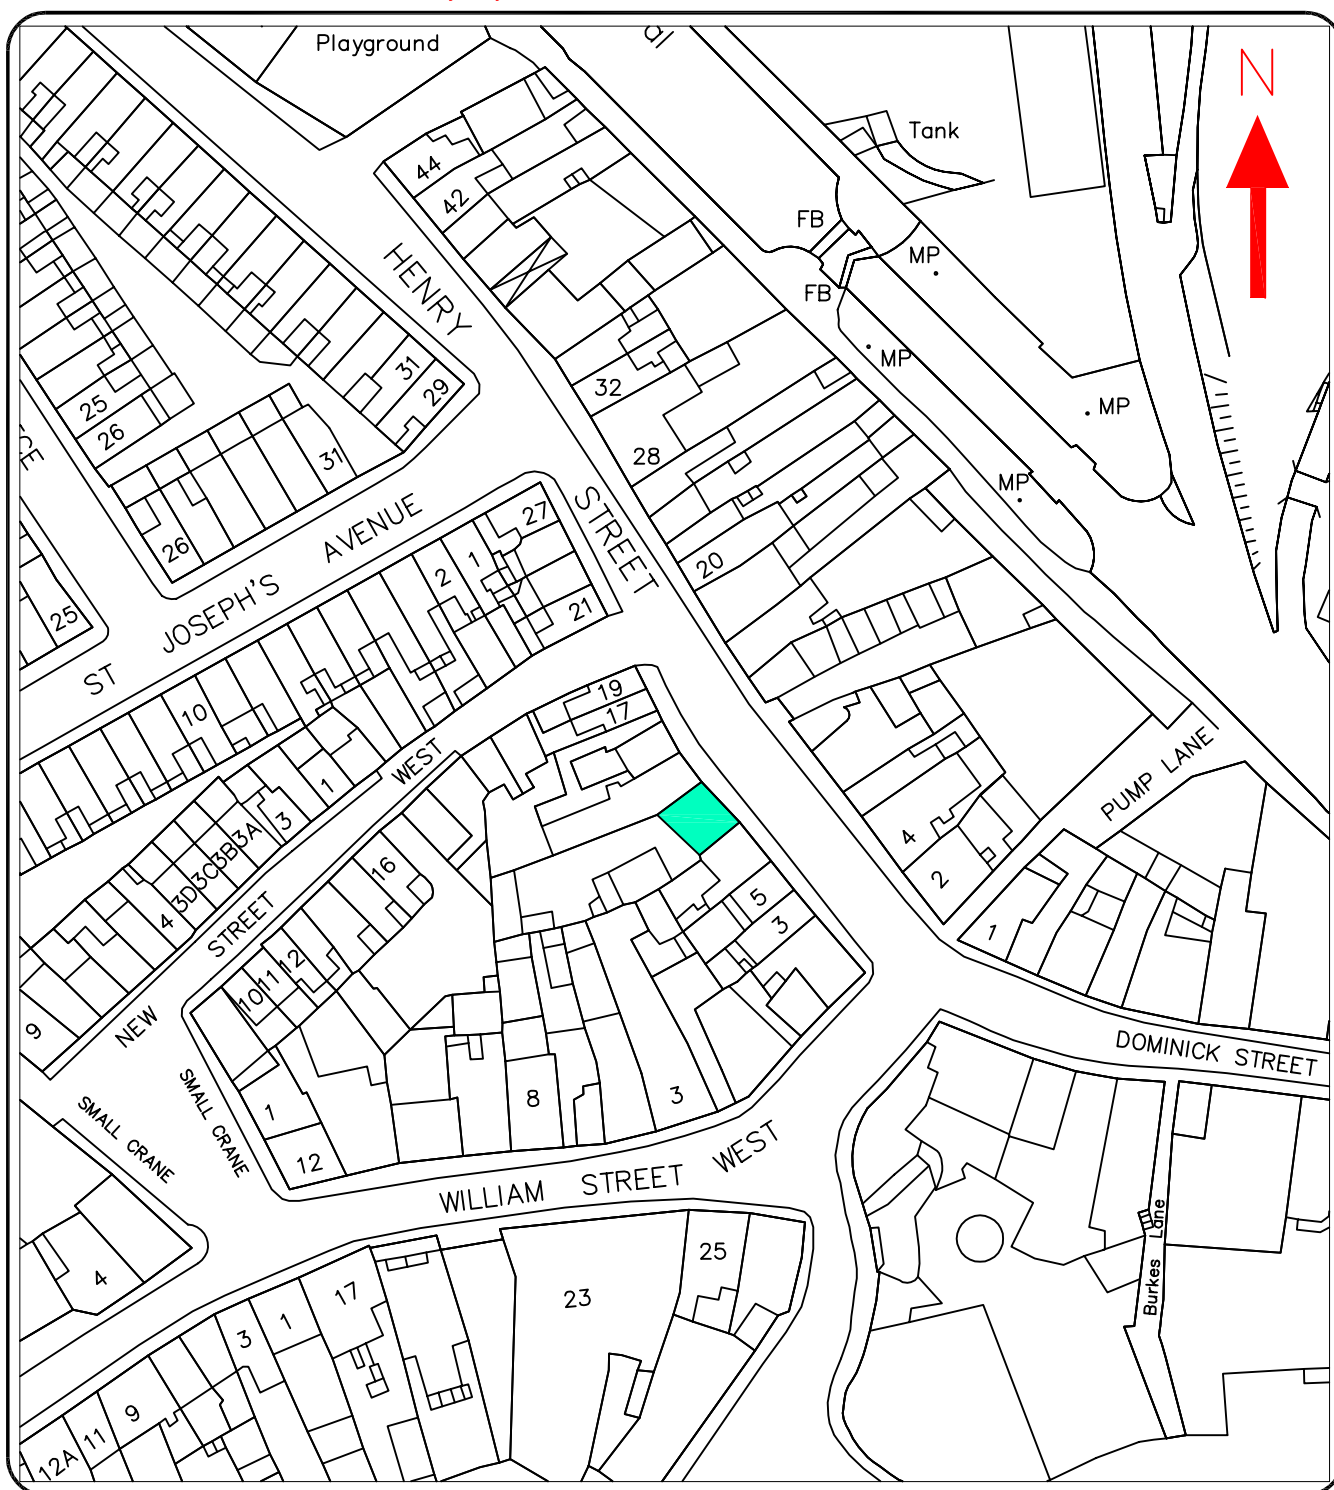 Playground
al
N
Tank
44
42
FB
MP
FB
HENRY
MP
31
29
32
MP
25
26
28
31
MP
STREET
27
AVENUE
26
20
1
2
21
25
JOSEPH'S
ST
19
17
10
WEST
PUMP LANE
1
3
3A
3B
3C
3D
4
4
16
2
5
3
STREET
1
12
11
10
9
NEW
DOMINICK STREET
SMALL CRANE
SMALL CRANE
1
8
3
12
WILLIAM STREET WEST
Burkes Lane
25
4
23
17
1
3
9
11
12A